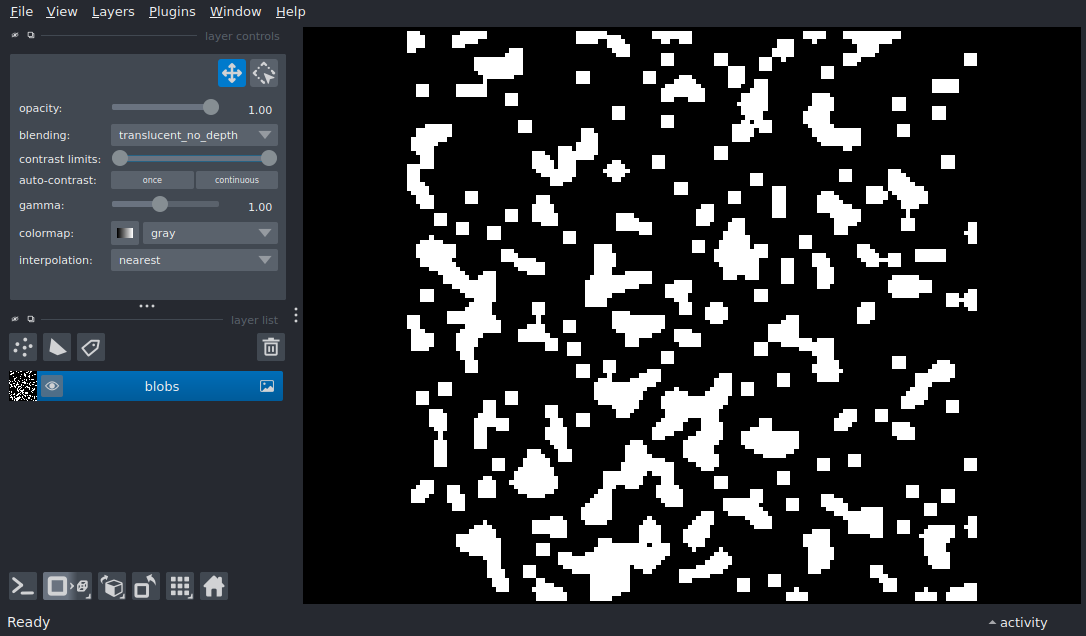 File View Layers Plugins Window Help
layer controls
opacity: 1.00
blending: translucent_no_depth
contrast limits:
auto-contrast: once continuous
gamma: 1.00
colormap: gray
interpolation: nearest
layer list
blobs
Ready activity